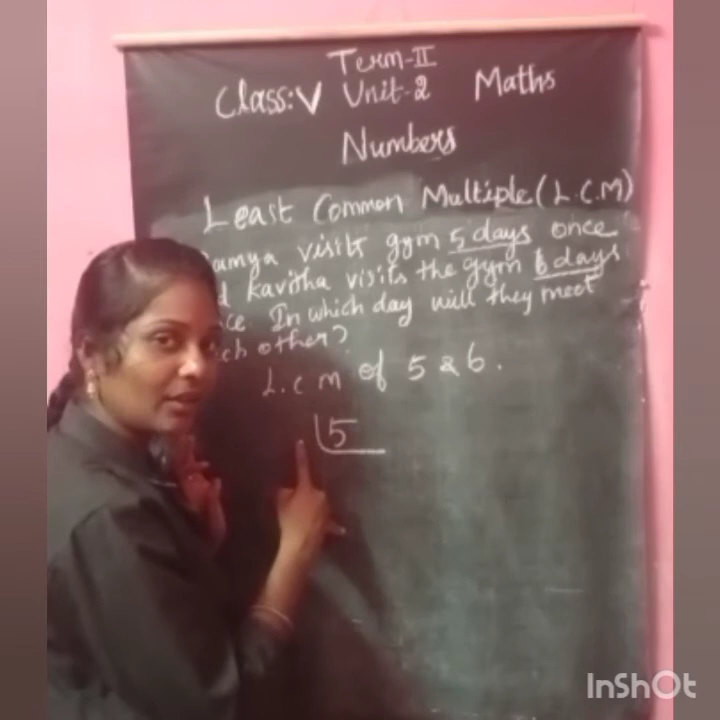 Term-II
Class: V Unit-2 Maths
Numbers
Least Common Multiple (L.C.M)
visits gym 5 days once
kavitha visits the gym 6 days
In which day will they meet
other?
L.C M of 5 & 6.
5
InShOt